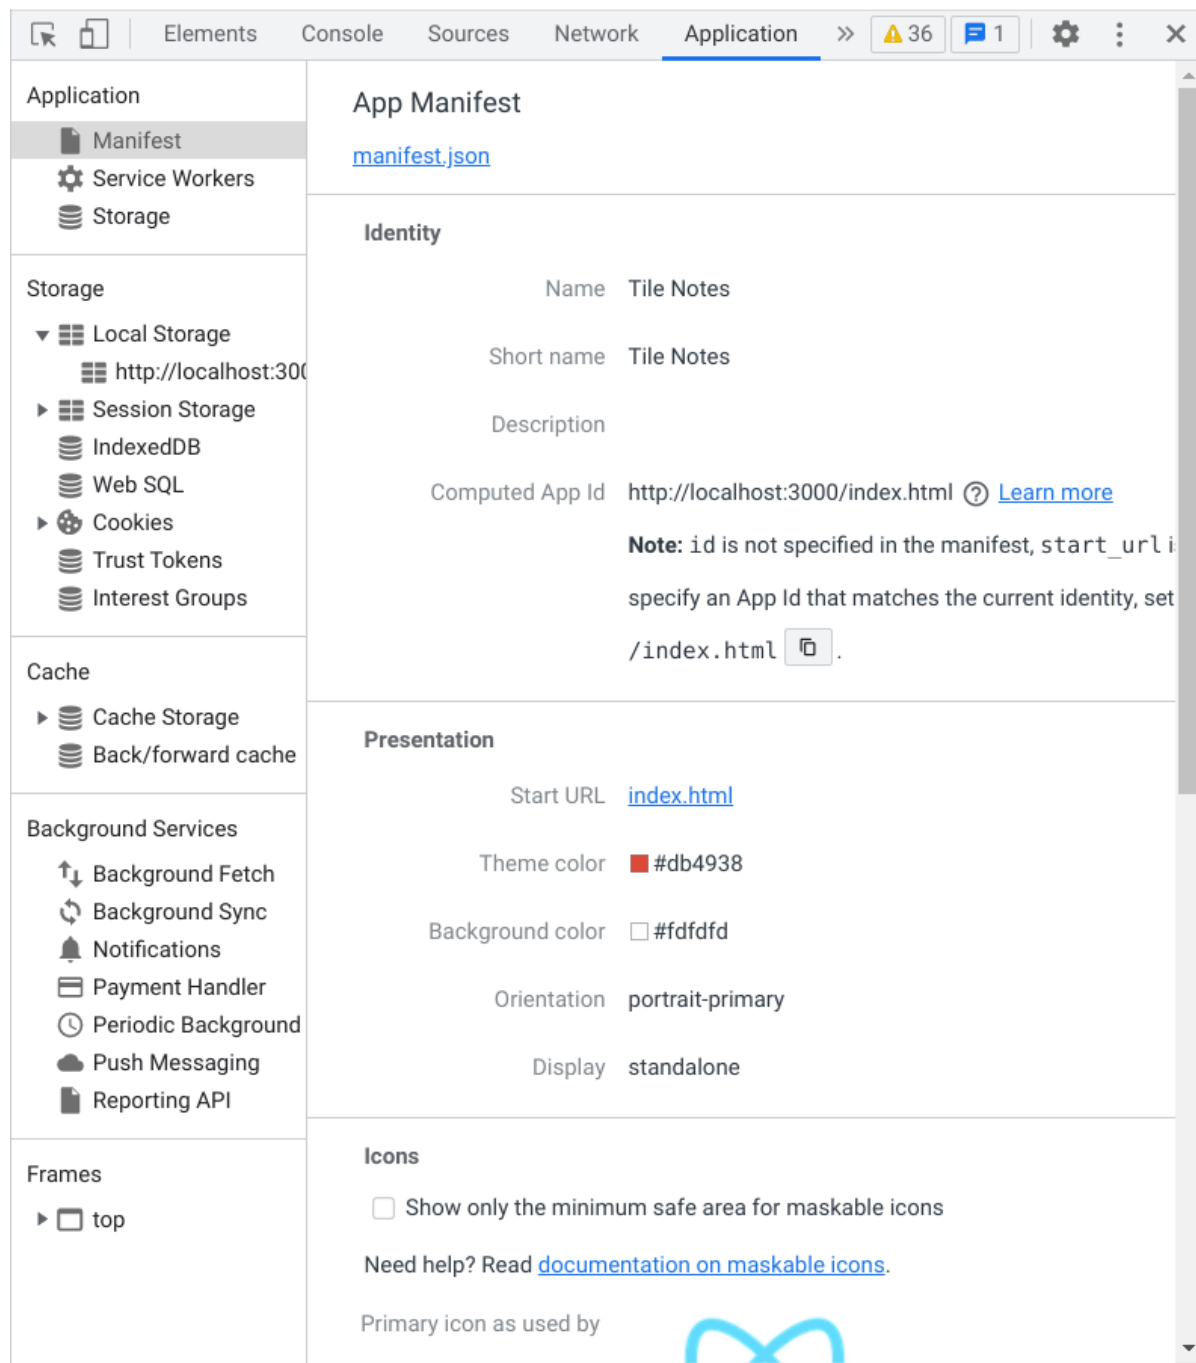 Elements Console Sources Network Application 36 1
Application
Manifest
Service Workers
Storage
Storage
Local Storage
http://localhost:300
Session Storage
IndexedDB
Web SQL
Cookies
Trust Tokens
Interest Groups
Cache
Cache Storage
Back/forward cache
Background Services
Background Fetch
Background Sync
Notifications
Payment Handler
Periodic Background
Push Messaging
Reporting API
Frames
top
App Manifest
manifest.json
Identity
Name Tile Notes
Short name Tile Notes
Description
Computed App Id http://localhost:3000/index.html Learn more
Note: id is not specified in the manifest, start_url i
specify an App Id that matches the current identity, set
/index.html .
Presentation
Start URL index.html
Theme color #db4938
Background color #fdfdfd
Orientation portrait-primary
Display standalone
Icons
Show only the minimum safe area for maskable icons
Need help? Read documentation on maskable icons.
Primary icon as used by